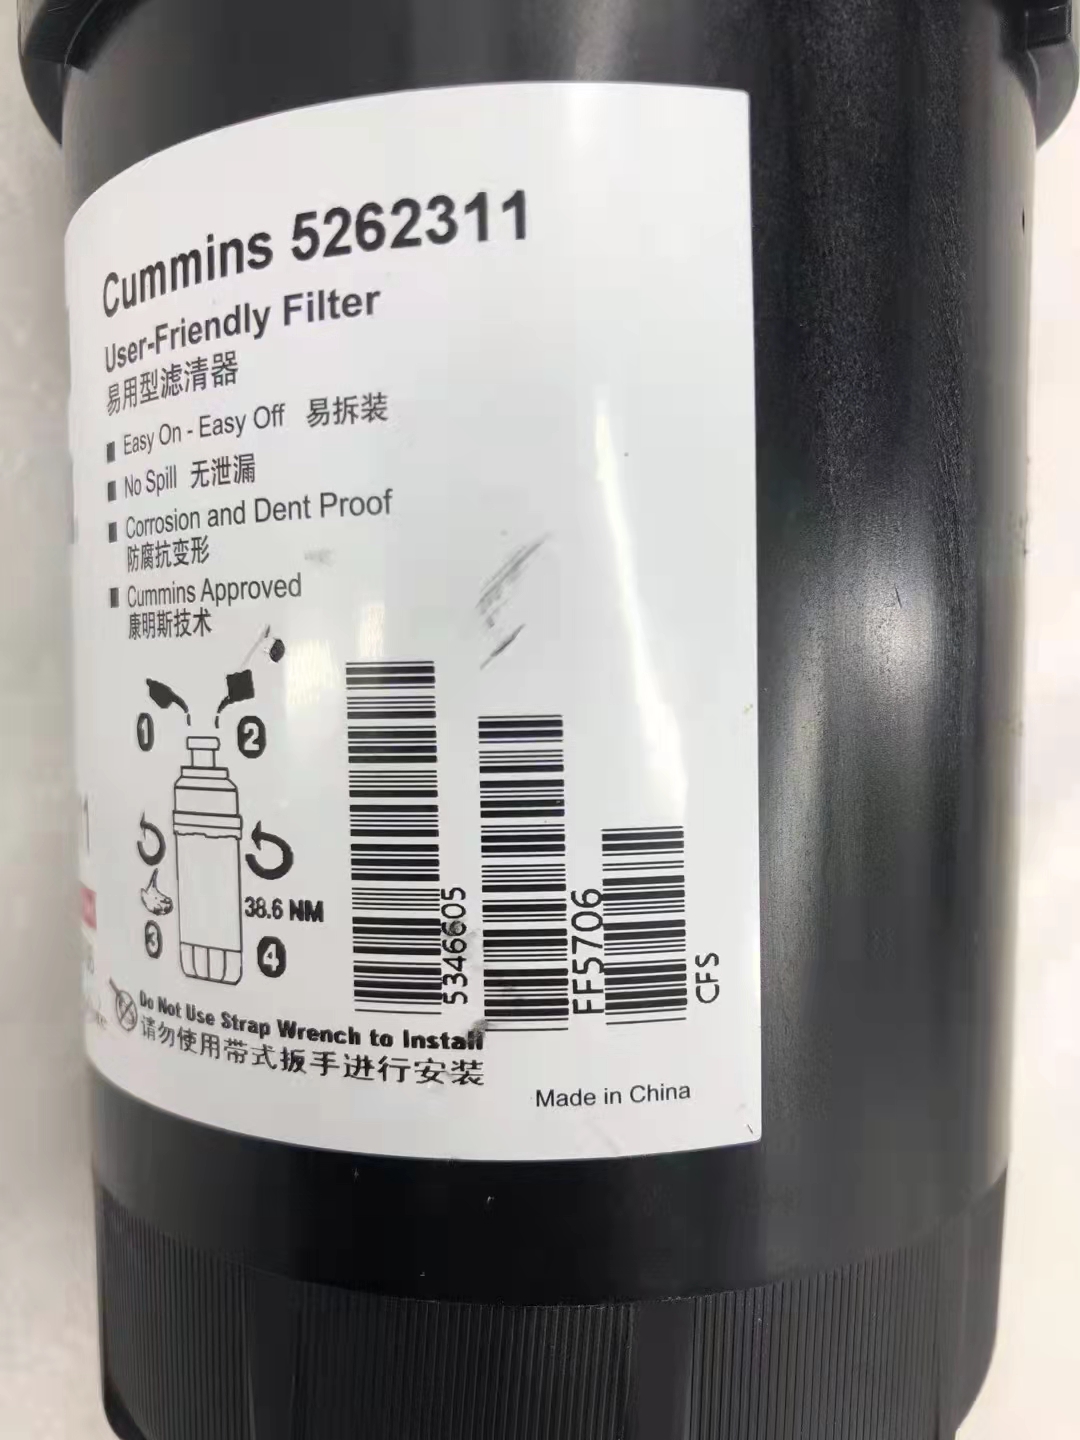 Cummins 5262311
User-Friendly Filter
易用型滤清器
Easy On - Easy Off 易拆装
No Spill 无泄漏
Corrosion and Dent Proof
防腐抗变形
Cummins Approved
康明斯技术
1
2
3
38.6 NM
4
Do Not Use Strap Wrench to Install
请勿使用带式扳手进行安装
5346605
FF5706
CFS
Made in China